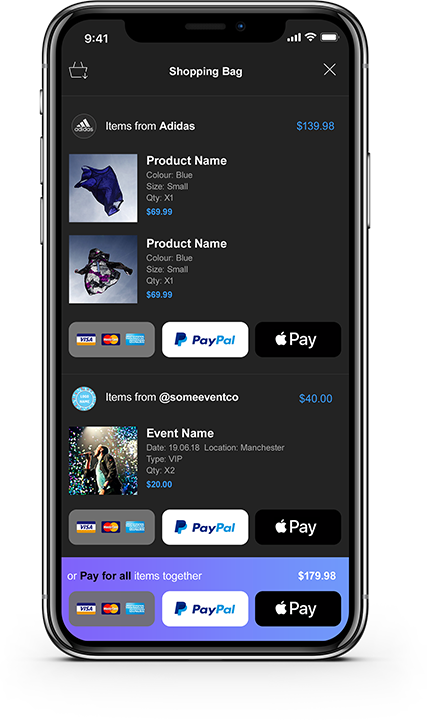 9:41
Shopping Bag
adidas
Items from Adidas
$139.98
Product Name
Colour: Blue
Size: Small
Qty: X1
$69.99
Product Name
Colour: Blue
Size: Small
Qty: X1
$69.99
VISA MasterCard PayPal Pay
Items from @someeventco
$40.00
Event Name
Date: 19.06.18 Location: Manchester
Type: VIP
Qty: X2
$20.00
VISA MasterCard PayPal Pay
or Pay for all items together
$179.98
VISA MasterCard PayPal Pay